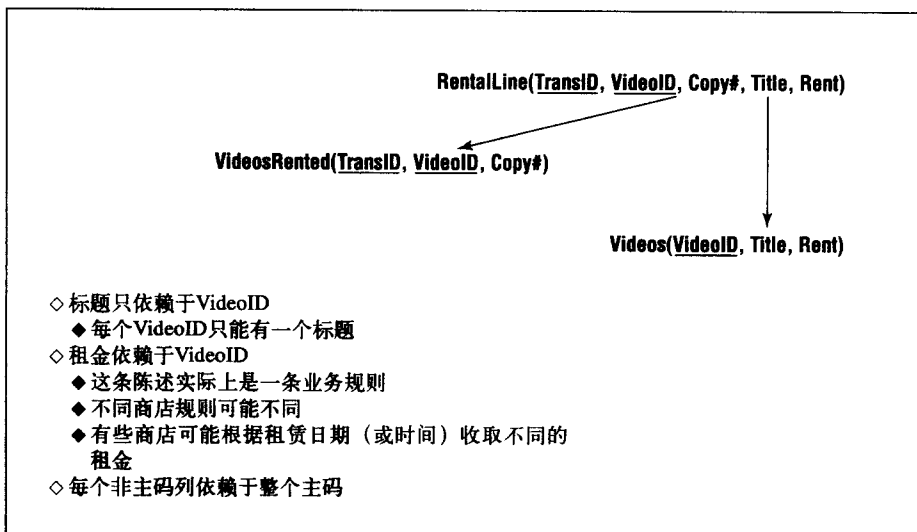 RentalLine(TransID, VideoID, Copy#, Title, Rent)
VideosRented(TransID, VideoID, Copy#)
Videos(VideoID, Title, Rent)
◇ 标题只依赖于VideoID
◆ 每个VideoID只能有一个标题
◇ 租金依赖于VideoID
◆ 这条陈述实际上是一条业务规则
◆ 不同商店规则可能不同
◆ 有些商店可能根据租赁日期（或时间）收取不同的
租金
◇ 每个非主码列依赖于整个主码